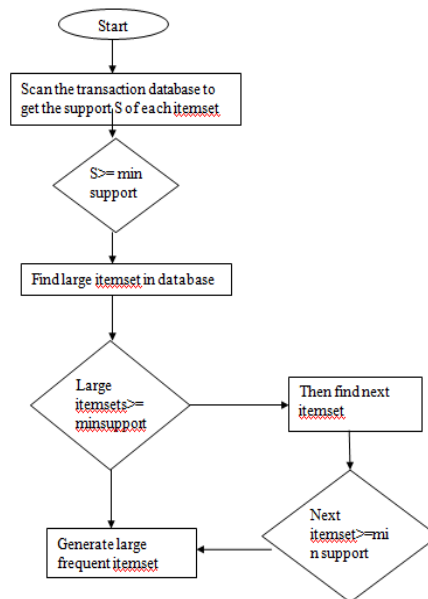 Start
Scan the transaction database to
get the support S of each itemset
S>= min
support
Find large itemset in database
Large
itemsets>=
minsupport
Then find next
itemset
Next
itemset>=mi
n support
Generate large
frequent itemset